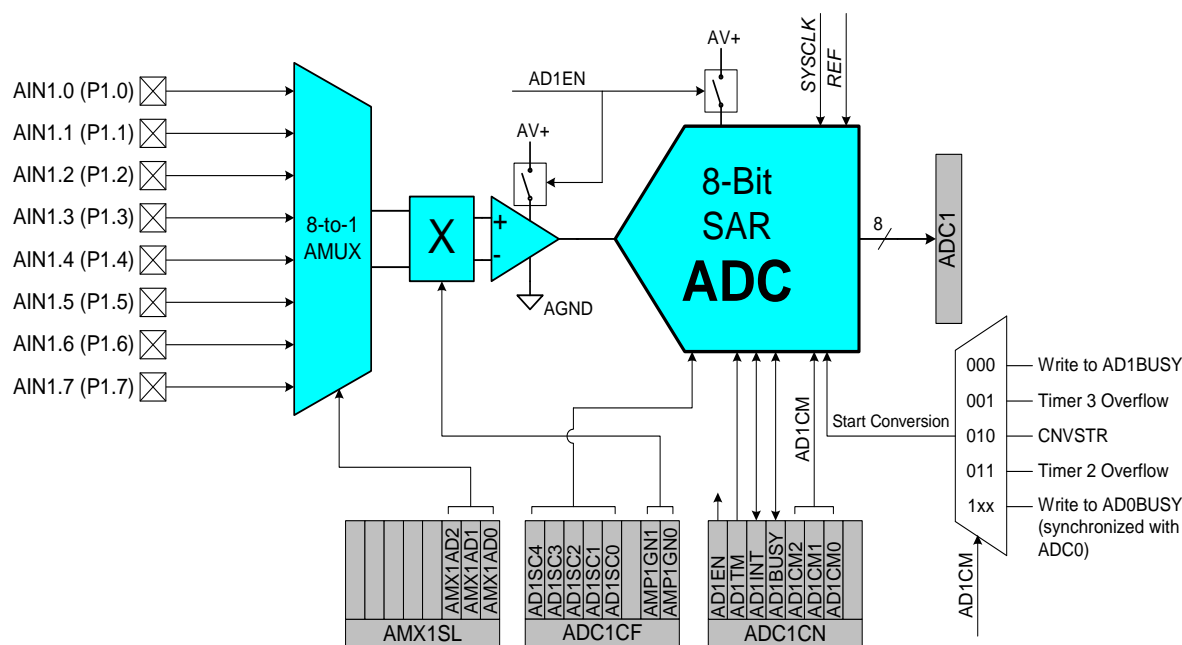 AIN1.0 (P1.0)
AIN1.1 (P1.1)
AIN1.2 (P1.2)
AIN1.3 (P1.3)
AIN1.4 (P1.4)
AIN1.5 (P1.5)
AIN1.6 (P1.6)
AIN1.7 (P1.7)
8-to-1
AMUX
X
+
-
AV+
AGND
AD1EN
AV+
SYSCLK
REF
8-Bit
SAR
ADC
8
ADC1
Start Conversion
AD1CM
000
Write to AD1BUSY
001
Timer 3 Overflow
010
CNVSTR
011
Timer 2 Overflow
1xx
Write to AD0BUSY
(synchronized with
ADC0)
AD1CM
AMX1AD2
AMX1AD1
AMX1AD0
AMX1SL
AD1SC4
AD1SC3
AD1SC2
AD1SC1
AD1SC0
AMP1GN1
AMP1GN0
ADC1CF
AD1EN
AD1TM
AD1INT
AD1BUSY
AD1CM2
AD1CM1
AD1CM0
ADC1CN